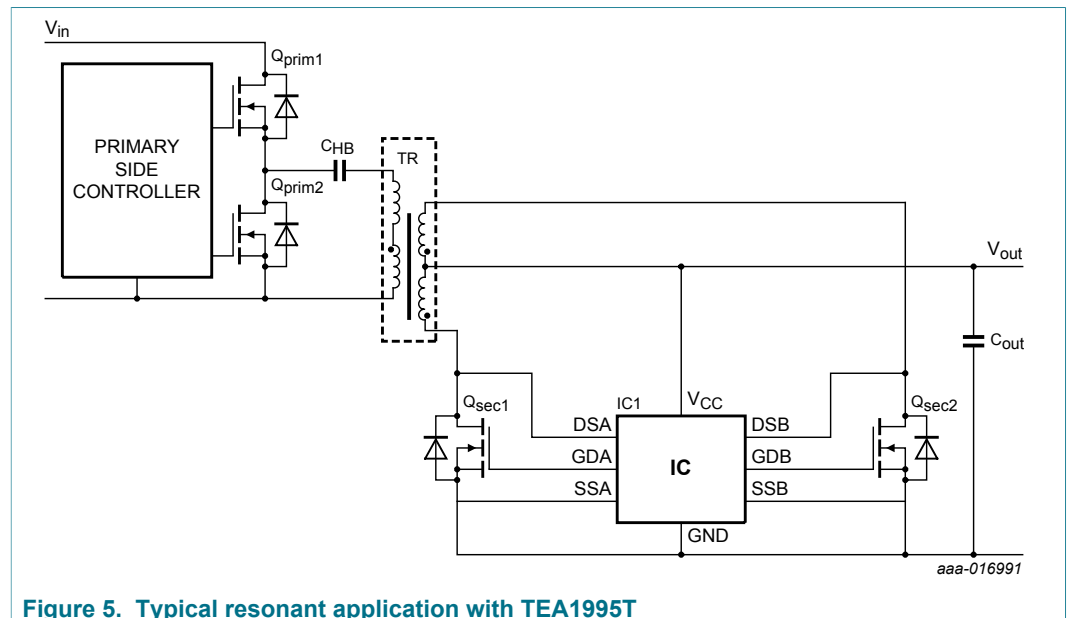 Vin
Qprim1
PRIMARY
SIDE
CONTROLLER
CHB
TR
Qprim2
Vout
Cout
Qsec1
IC1
VCC
Qsec2
DSA
DSB
GDA
IC
GDB
SSA
SSB
GND
aaa-016991
Figure 5. Typical resonant application with TEA1995T